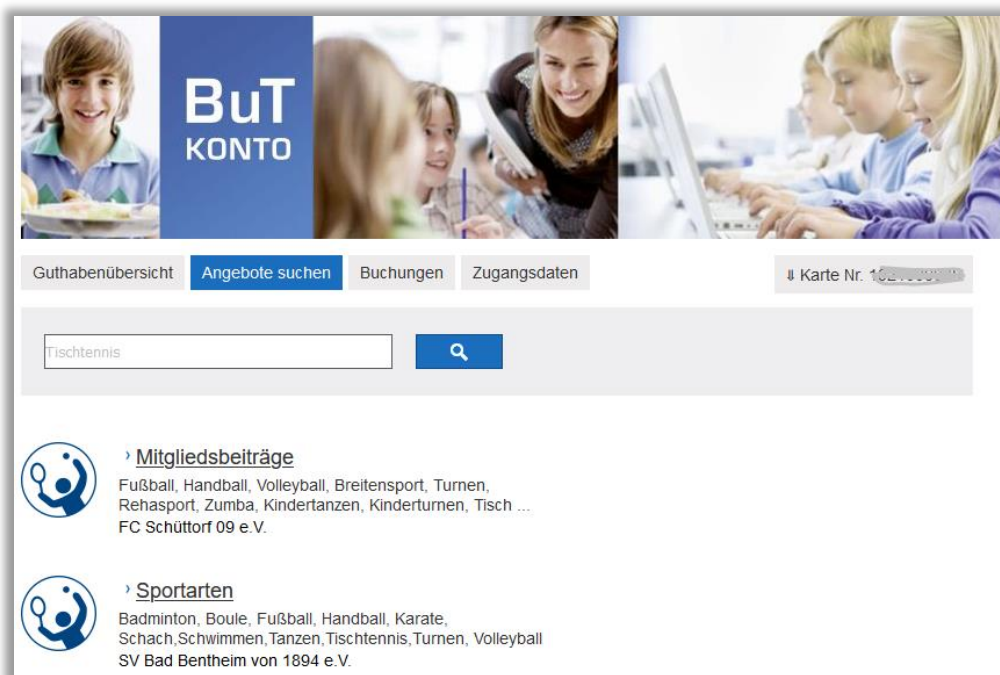 BuT
KONTO
Guthabenübersicht Angebote suchen Buchungen Zugangsdaten ⇓ Karte Nr.
Tischtennis
› Mitgliedsbeiträge
Fußball, Handball, Volleyball, Breitensport, Turnen,
Rehasport, Zumba, Kindertanzen, Kinderturnen, Tisch ...
FC Schüttorf 09 e.V.
› Sportarten
Badminton, Boule, Fußball, Handball, Karate,
Schach,Schwimmen,Tanzen,Tischtennis,Turnen, Volleyball
SV Bad Bentheim von 1894 e.V.